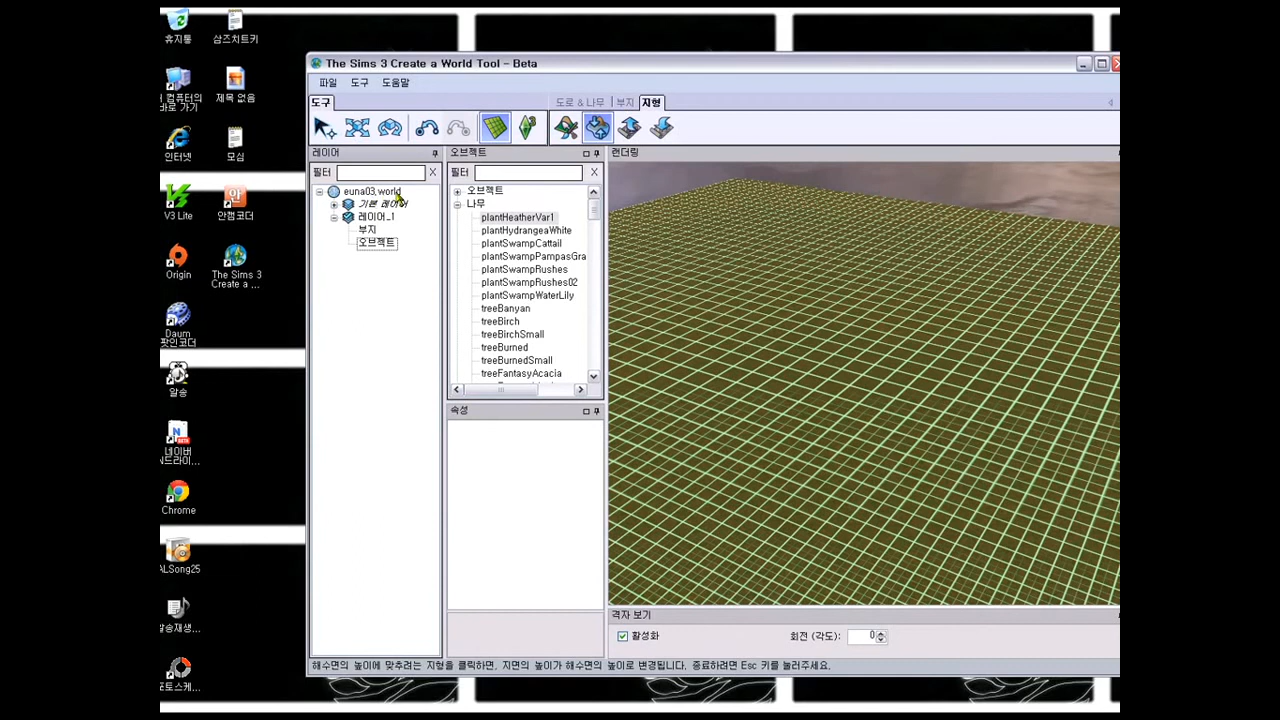 휴지통
삼즈치트키
컴퓨터의
바로 가기
제목 없음
인터넷
모심
V3 Lite
안캠코더
Origin
The Sims 3
Create a ...
Daum
팟인코더
알송
네이버
N드라이...
Chrome
ALSong25
알송재생...
포토스케...
The Sims 3 Create a World Tool - Beta
파일 도구 도움말
도구
도로 & 나무 부지 지형
레이어
오브젝트
렌더링
필터 X
필터 X
euna03.world
기본 레이어
레이어_1
부지
오브젝트
오브젝트
나무
plantHeatherVar1
plantHydrangeaWhite
plantSwampCattail
plantSwampPampasGra
plantSwampRushes
plantSwampRushes02
plantSwampWaterLily
treeBanyan
treeBirch
treeBirchSmall
treeBurned
treeBurnedSmall
treeFantasyAcacia
속성
격자 보기
활성화
회전 (각도): 0
해수면의 높이에 맞추려는 지형을 클릭하면, 지면의 높이가 해수면의 높이로 변경됩니다. 종료하려면 Esc 키를 눌러주세요.